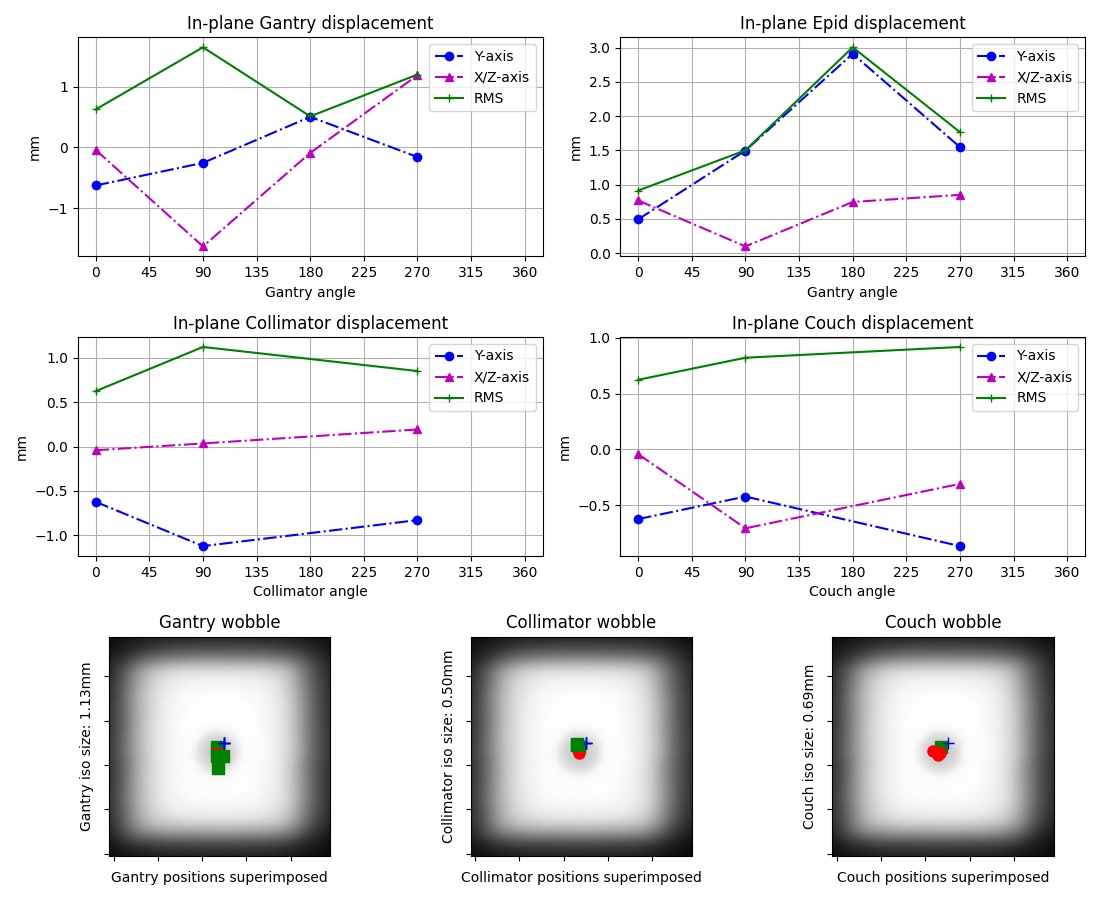 In-plane Gantry displacement
mm
1
0
−1
Y-axis
X/Z-axis
RMS
0 45 90 135 180 225 270 315 360
Gantry angle
In-plane Epid displacement
mm
3.0
2.5
2.0
1.5
1.0
0.5
0.0
Y-axis
X/Z-axis
RMS
0 45 90 135 180 225 270 315 360
Gantry angle
In-plane Collimator displacement
mm
1.0
0.5
0.0
−0.5
−1.0
Y-axis
X/Z-axis
RMS
0 45 90 135 180 225 270 315 360
Collimator angle
In-plane Couch displacement
mm
1.0
0.5
0.0
−0.5
Y-axis
X/Z-axis
RMS
0 45 90 135 180 225 270 315 360
Couch angle
Gantry wobble
Gantry iso size: 1.13mm
Gantry positions superimposed
Collimator wobble
Collimator iso size: 0.50mm
Collimator positions superimposed
Couch wobble
Couch iso size: 0.69mm
Couch positions superimposed